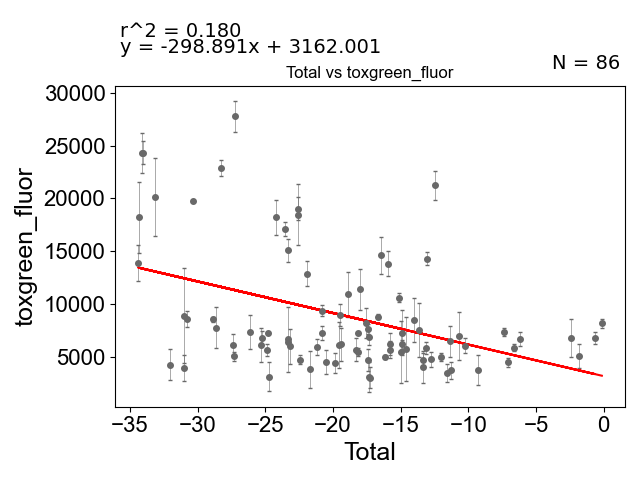 r^2 = 0.180
y = -298.891x + 3162.001
N = 86
Total vs toxgreen_fluor
30000
25000
20000
15000
10000
5000
toxgreen_fluor
−35 −30 −25 −20 −15 −10 −5 0
Total